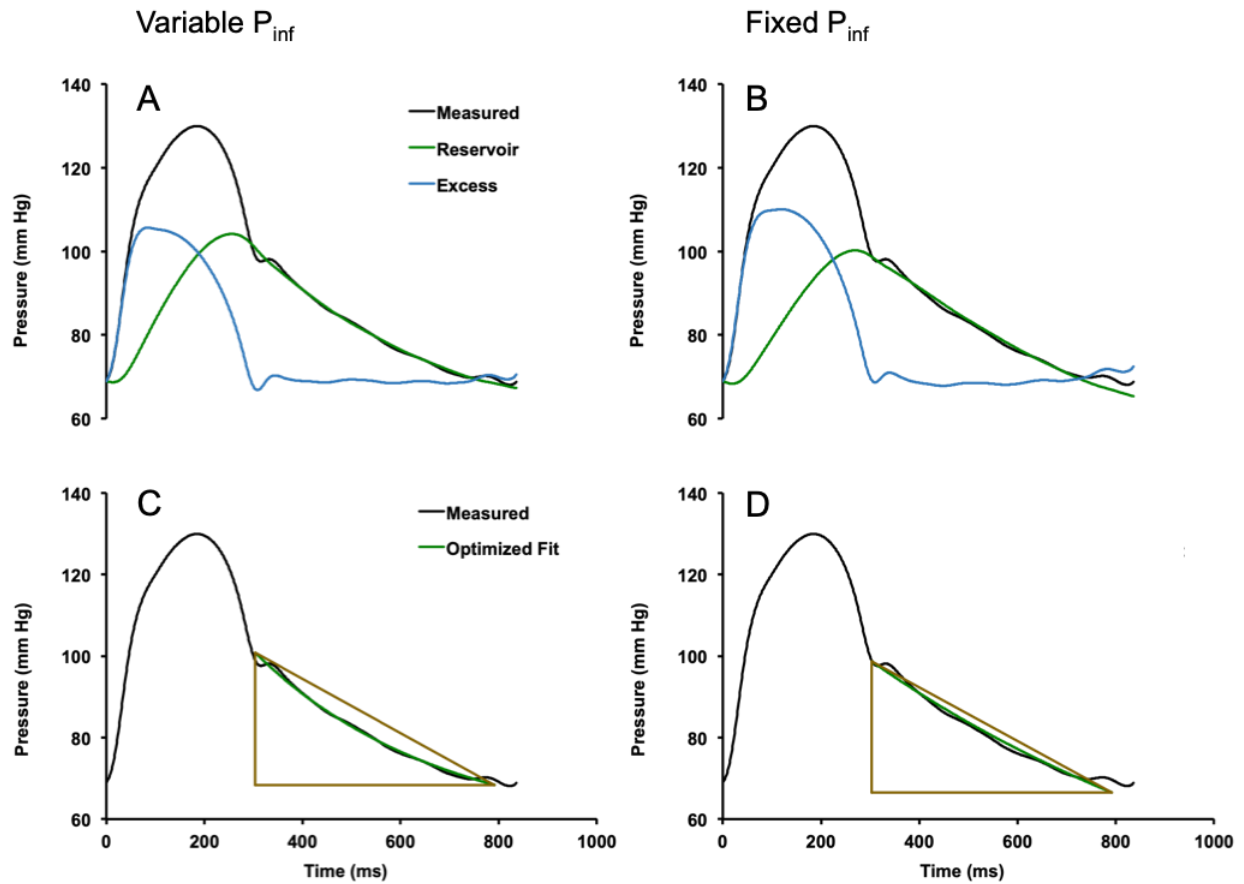 Variable Pinf
Fixed Pinf
A
140
120
100
80
60
Pressure (mm Hg)
Measured
Reservoir
Excess
B
140
120
100
80
60
Pressure (mm Hg)
C
140
120
100
80
60
Pressure (mm Hg)
Measured
Optimized Fit
0 200 400 600 800 1000
Time (ms)
D
140
120
100
80
60
Pressure (mm Hg)
0 200 400 600 800 1000
Time (ms)